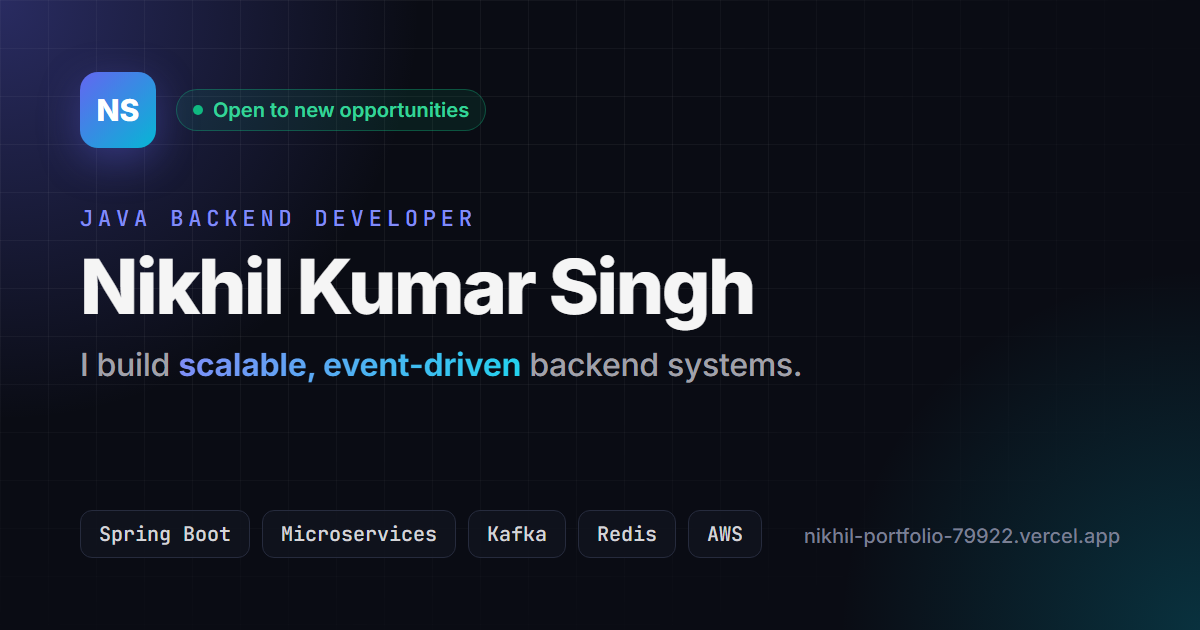 NS
Open to new opportunities
JAVA BACKEND DEVELOPER
Nikhil Kumar Singh
I build scalable, event-driven backend systems.
Spring Boot Microservices Kafka Redis AWS nikhil-portfolio-79922.vercel.app